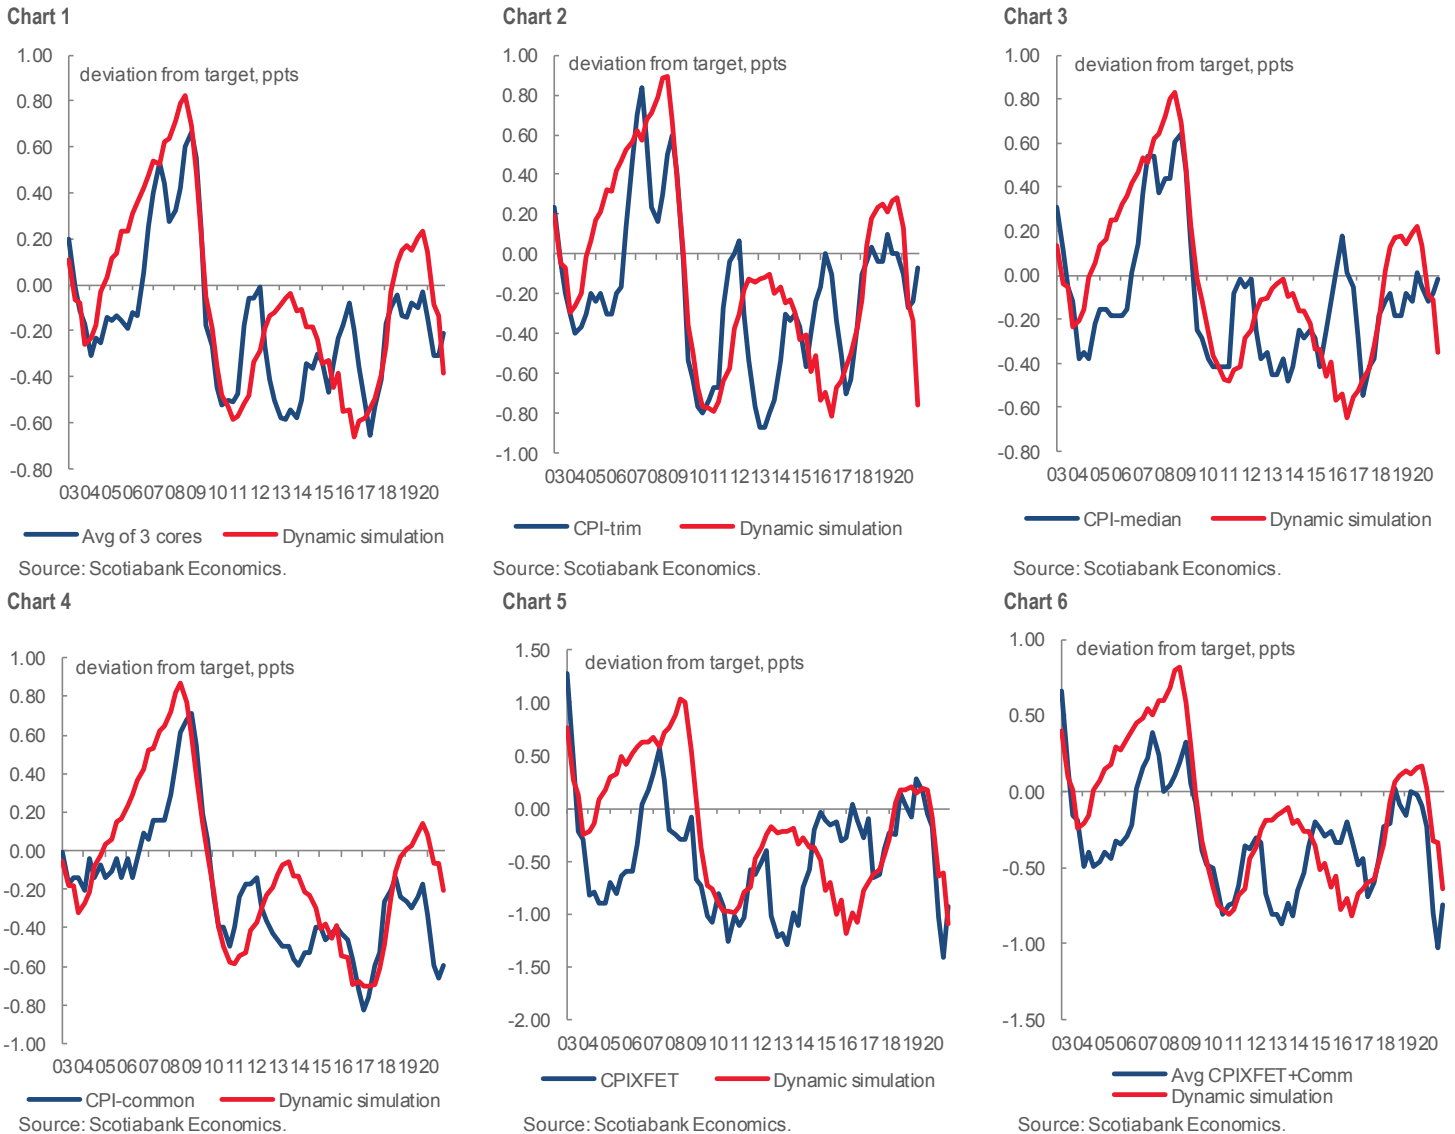 Chart 1
1.00
0.80
0.60
0.40
0.20
0.00
-0.20
-0.40
-0.60
-0.80
deviation from target, ppts
03 04 05 06 07 08 09 10 11 12 13 14 15 16 17 18 19 20
Avg of 3 cores Dynamic simulation
Source: Scotiabank Economics.
Chart 2
1.00
0.80
0.60
0.40
0.20
0.00
-0.20
-0.40
-0.60
-0.80
-1.00
deviation from target, ppts
03 04 05 06 07 08 09 10 11 12 13 14 15 16 17 18 19 20
CPI-trim Dynamic simulation
Source: Scotiabank Economics.
Chart 3
1.00
0.80
0.60
0.40
0.20
0.00
-0.20
-0.40
-0.60
-0.80
deviation from target, ppts
03 04 05 06 07 08 09 10 11 12 13 14 15 16 17 18 19 20
CPI-median Dynamic simulation
Source: Scotiabank Economics.
Chart 4
1.00
0.80
0.60
0.40
0.20
0.00
-0.20
-0.40
-0.60
-0.80
-1.00
deviation from target, ppts
03 04 05 06 07 08 09 10 11 12 13 14 15 16 17 18 19 20
CPI-common Dynamic simulation
Source: Scotiabank Economics.
Chart 5
1.50
1.00
0.50
0.00
-0.50
-1.00
-1.50
-2.00
deviation from target, ppts
03 04 05 06 07 08 09 10 11 12 13 14 15 16 17 18 19 20
CPIXFET Dynamic simulation
Source: Scotiabank Economics.
Chart 6
1.00
0.50
0.00
-0.50
-1.00
-1.50
deviation from target, ppts
03 04 05 06 07 08 09 10 11 12 13 14 15 16 17 18 19 20
Avg CPIXFET+Comm
Dynamic simulation
Source: Scotiabank Economics.